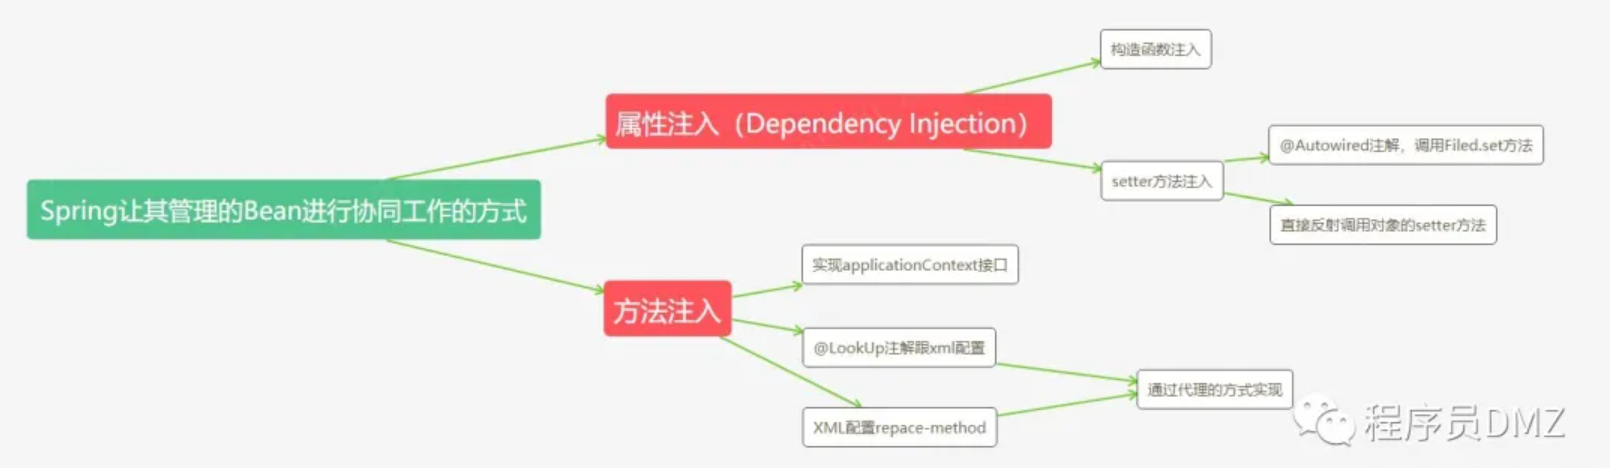 Spring让其管理的Bean进行协同工作的方式
属性注入（Dependency Injection）
构造函数注入
setter方法注入
@Autowired注解，调用Filed.set方法
直接反射调用对象的setter方法
方法注入
实现applicationContext接口
@LookUp注解跟xml配置
XML配置repace-method
通过代理的方式实现
程序员DMZ